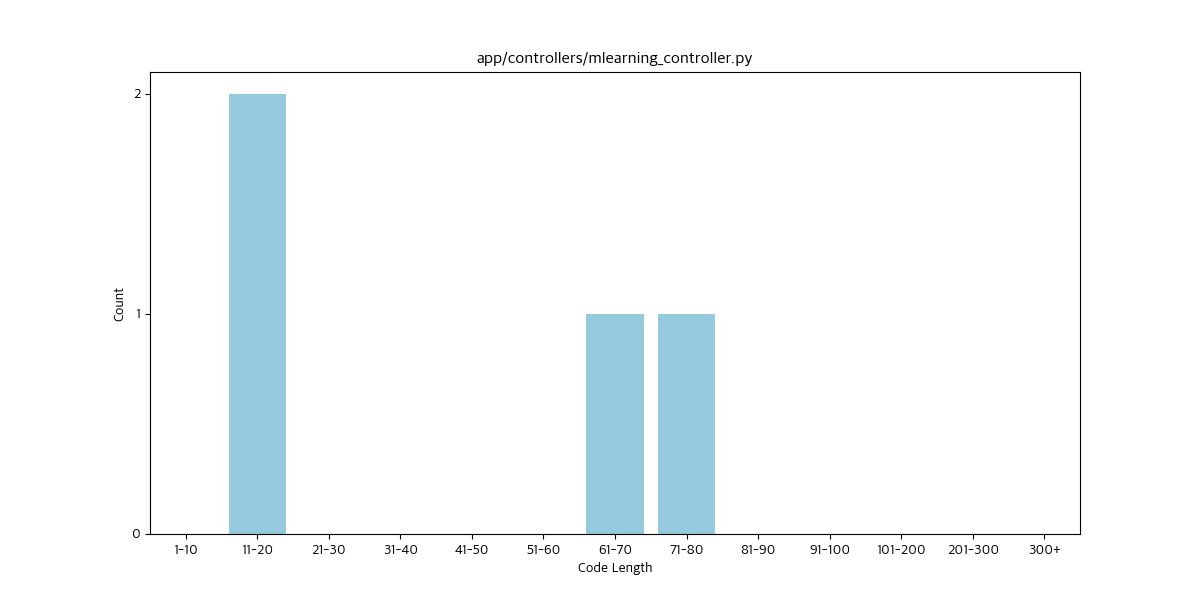 app/controllers/mlearning_controller.py
2
1
0
Count
1-10 11-20 21-30 31-40 41-50 51-60 61-70 71-80 81-90 91-100 101-200 201-300 300+
Code Length